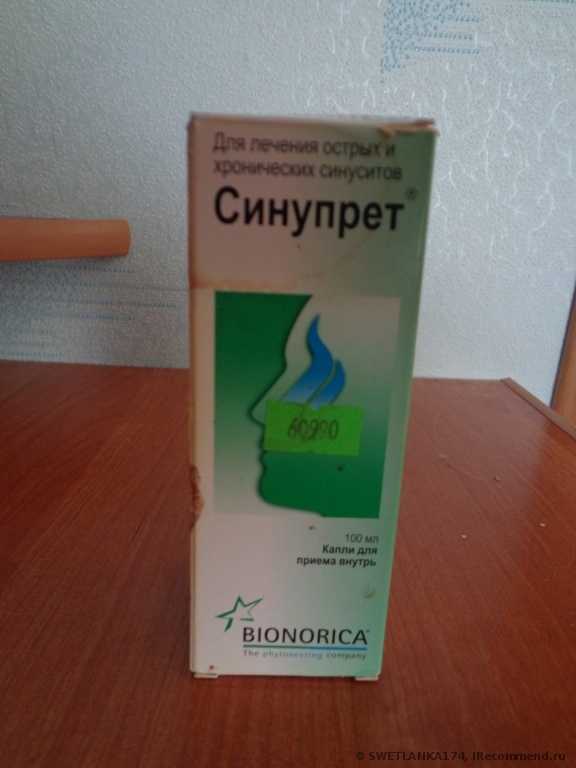 Для лечения острых и
хронических синуситов
Синупрет®
60900
100 мл
Капли для
приема внутрь
BIONORICA®
The phytoneering company
© SWETLANKA174, IRecommend.ru